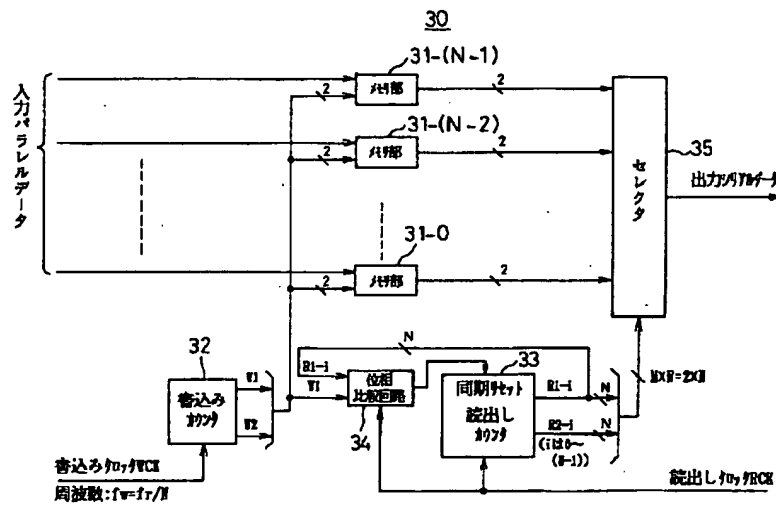 30
31-(N-1)
メモリ部
2
2
31-(N-2)
メモリ部
2
2
入力パラレルデータ
31-0
メモリ部
2
2
セレクタ
35
出力シリアルデータ
N
32
書込み
カウンタ
W1
W2
R1-i
W1
位相
比較回路
34
33
同期リセット
読出し
カウンタ
R1-i
N
R2-i
N
(iは0〜
(N-1))
M×N=2×N
書込みクロックWCK
周波数:fw=fr/N
読出しクロックRCK